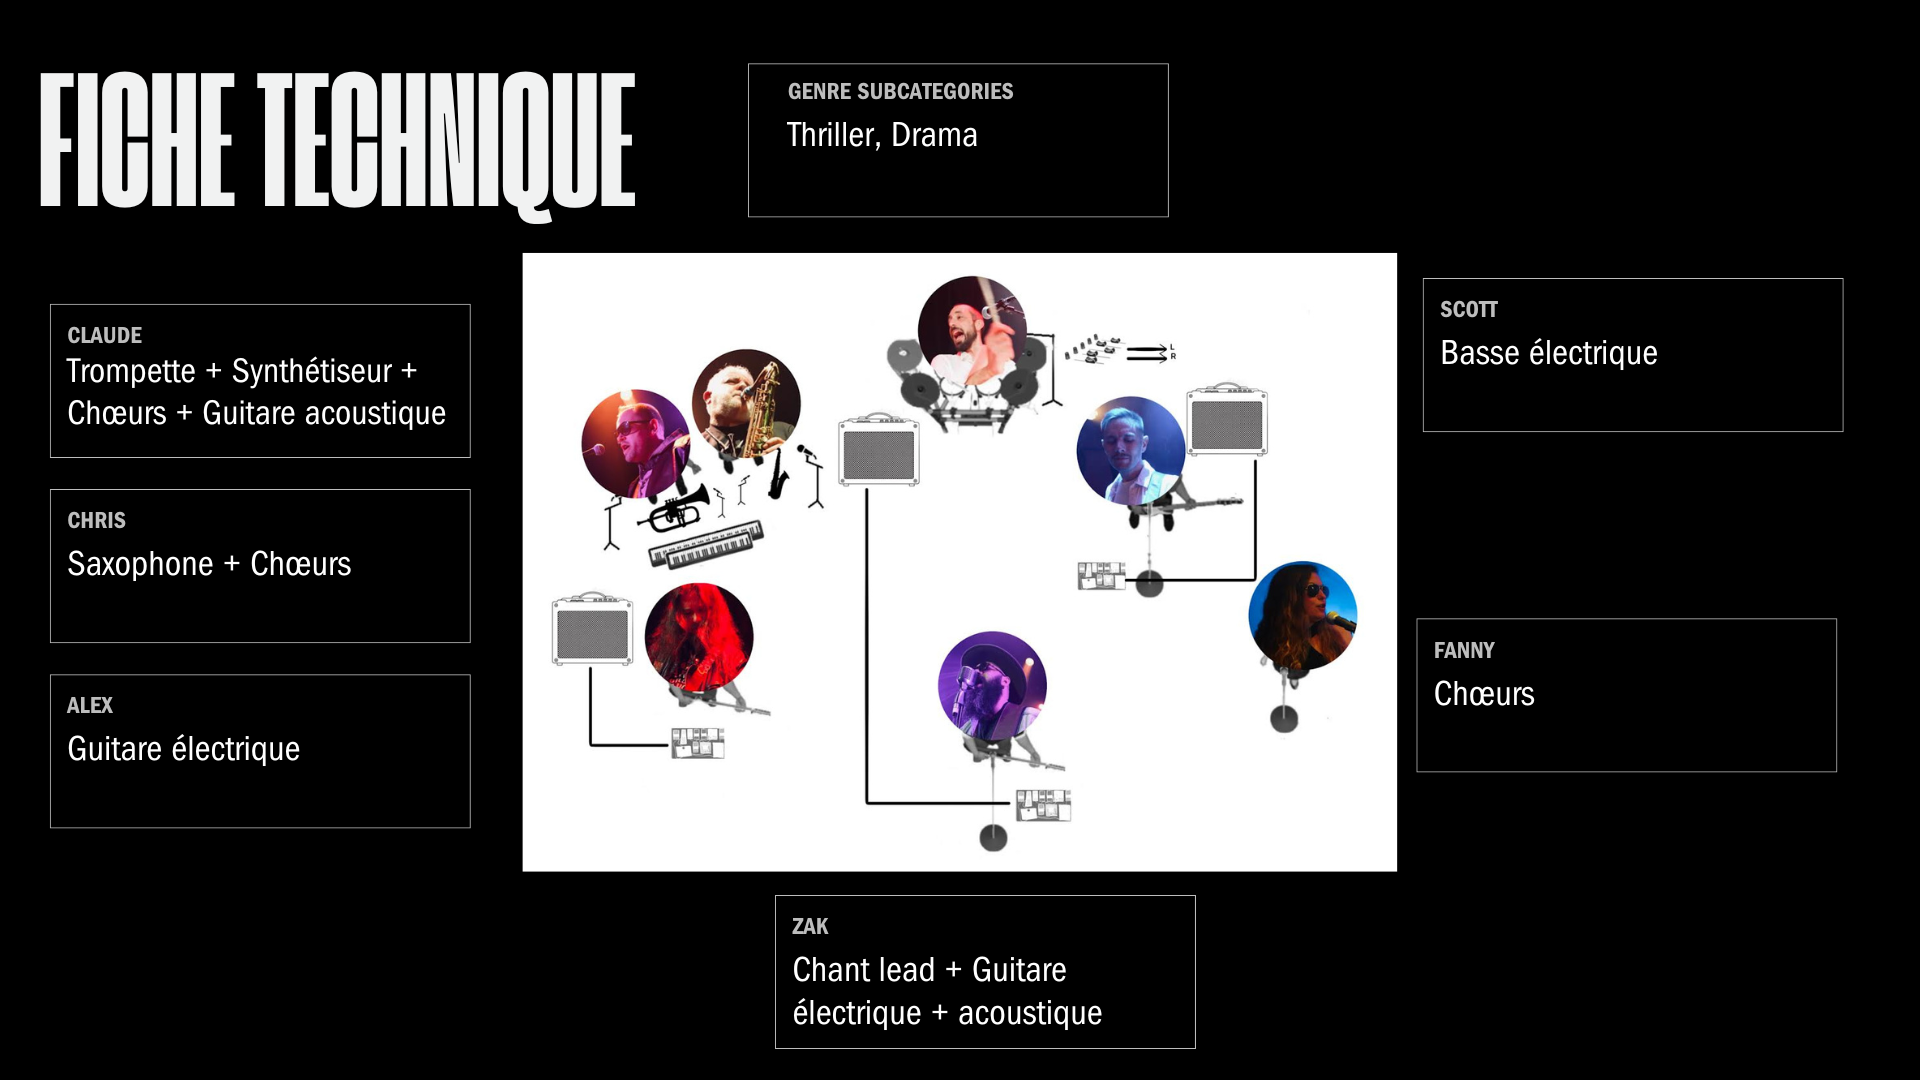 FICHE TECHNIQUE
GENRE SUBCATEGORIES
Thriller, Drama
CLAUDE
Trompette + Synthétiseur +
Chœurs + Guitare acoustique
CHRIS
Saxophone + Chœurs
ALEX
Guitare électrique
L
R
SCOTT
Basse électrique
FANNY
Chœurs
ZAK
Chant lead + Guitare
électrique + acoustique